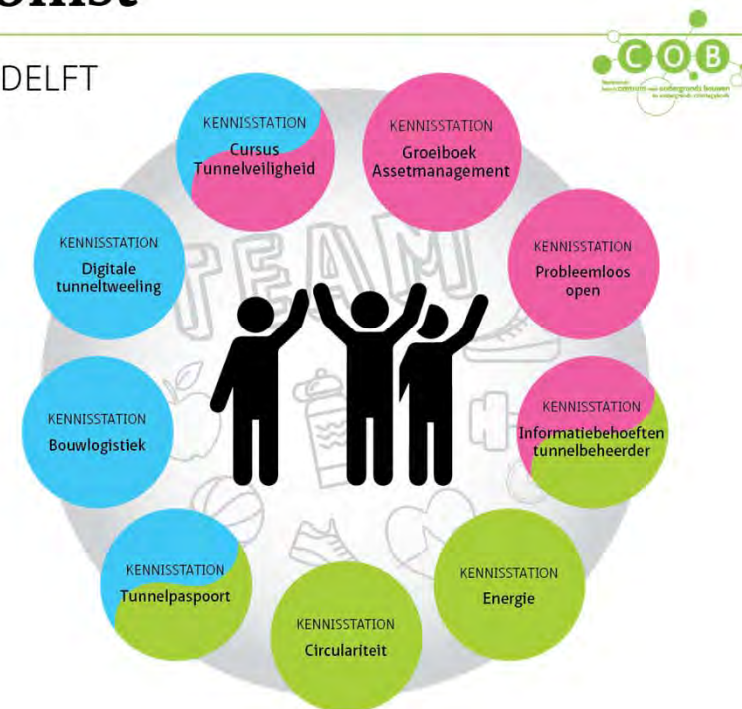 DELFT
COB
KENNISSTATION
Cursus
Tunnelveiligheid
KENNISSTATION
Groeiboek
Assetmanagement
KENNISSTATION
Digitale
tunneltweeling
KENNISSTATION
Probleemloos
open
TEAM
KENNISSTATION
Bouwlogistiek
KENNISSTATION
Informatiebehoeften
tunnelbeheerder
KENNISSTATION
Tunnelpaspoort
KENNISSTATION
Energie
KENNISSTATION
Circulariteit